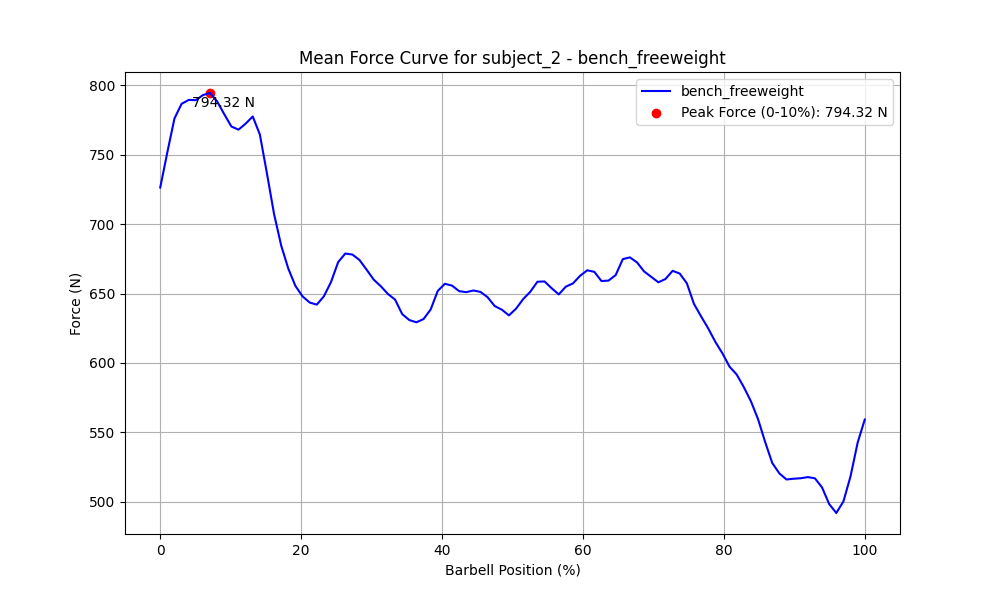 Mean Force Curve for subject_2 - bench_freeweight
bench_freeweight
Peak Force (0-10%): 794.32 N
794.32 N
800
750
700
650
600
550
500
Force (N)
0 20 40 60 80 100
Barbell Position (%)